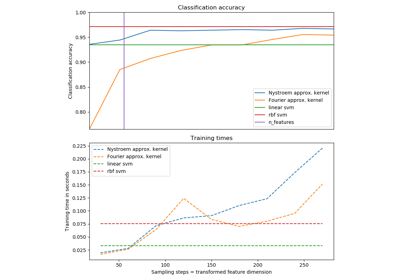 Classification accuracy
1.00
0.95
0.90
0.85
0.80
Classification accuracy
Nystroem approx. kernel
Fourier approx. kernel
linear svm
rbf svm
n_features
Training times
0.225
0.200
0.175
0.150
0.125
0.100
0.075
0.050
0.025
Training time in seconds
Nystroem approx. kernel
Fourier approx. kernel
linear svm
rbf svm
50
100
150
200
250
Sampling steps = transformed feature dimension